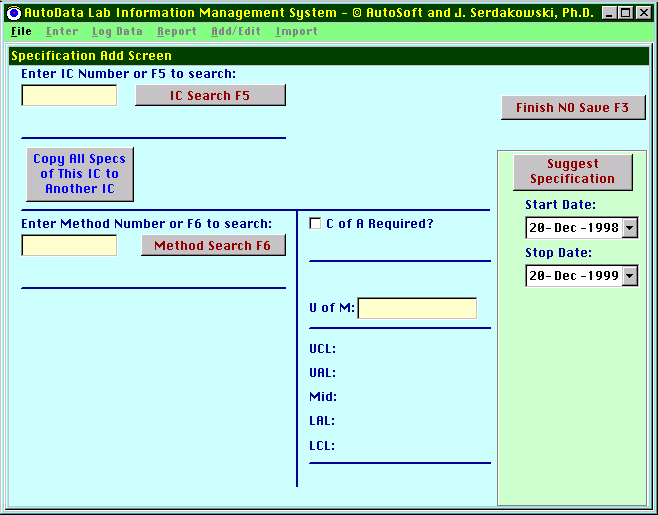 AutoData Lab Information Management System - © AutoSoft and J. Serdakowski, Ph.D.
File Enter Log Data Report Add/Edit Import
Specification Add Screen
Enter IC Number or F5 to search:
IC Search F5
Finish NO Save F3
Copy All Specs
of This IC to
Another IC
Suggest
Specification
Start Date:
20-Dec -1998
Stop Date:
20-Dec -1999
Enter Method Number or F6 to search:
Method Search F6
C of A Required?
U of M:
UCL:
UAL:
Mid:
LAL:
LCL: